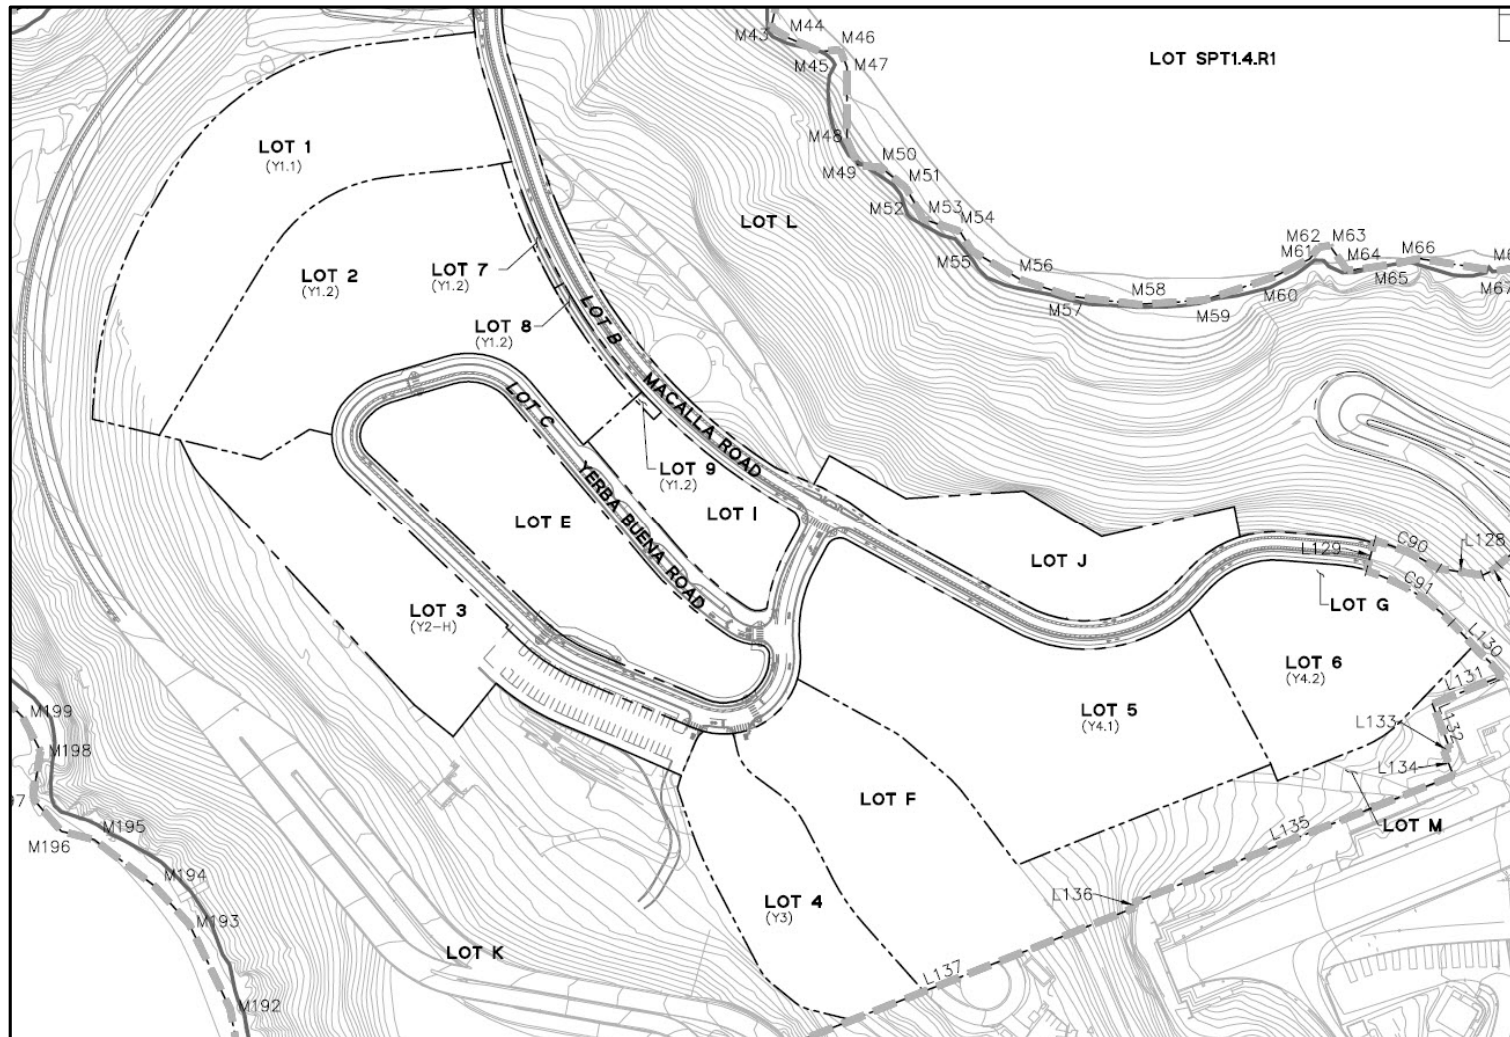 M43
M44
M46
M45
M47
LOT SPT1.4.R1
M48
M49
M50
M51
M52
M53
M54
M55
M56
M57
M58
M59
M60
M61
M62
M63
M64
M65
M66
M67
LOT 1
(Y1.1)
LOT L
LOT 2
(Y1.2)
LOT 7
(Y1.2)
LOT 8
(Y1.2)
LOT B
MACALLA ROAD
LOT C
YERBA BUENA ROAD
LOT 9
(Y1.2)
LOT E
LOT I
LOT J
L129
C90
L128
C91
LOT G
L130
LOT 3
(Y2-H)
LOT 6
(Y4.2)
L131
L132
L133
L134
LOT 5
(Y4.1)
LOT F
L135
LOT M
M199
M198
M195
M196
M194
M193
M192
LOT 4
(Y3)
L136
LOT K
L137